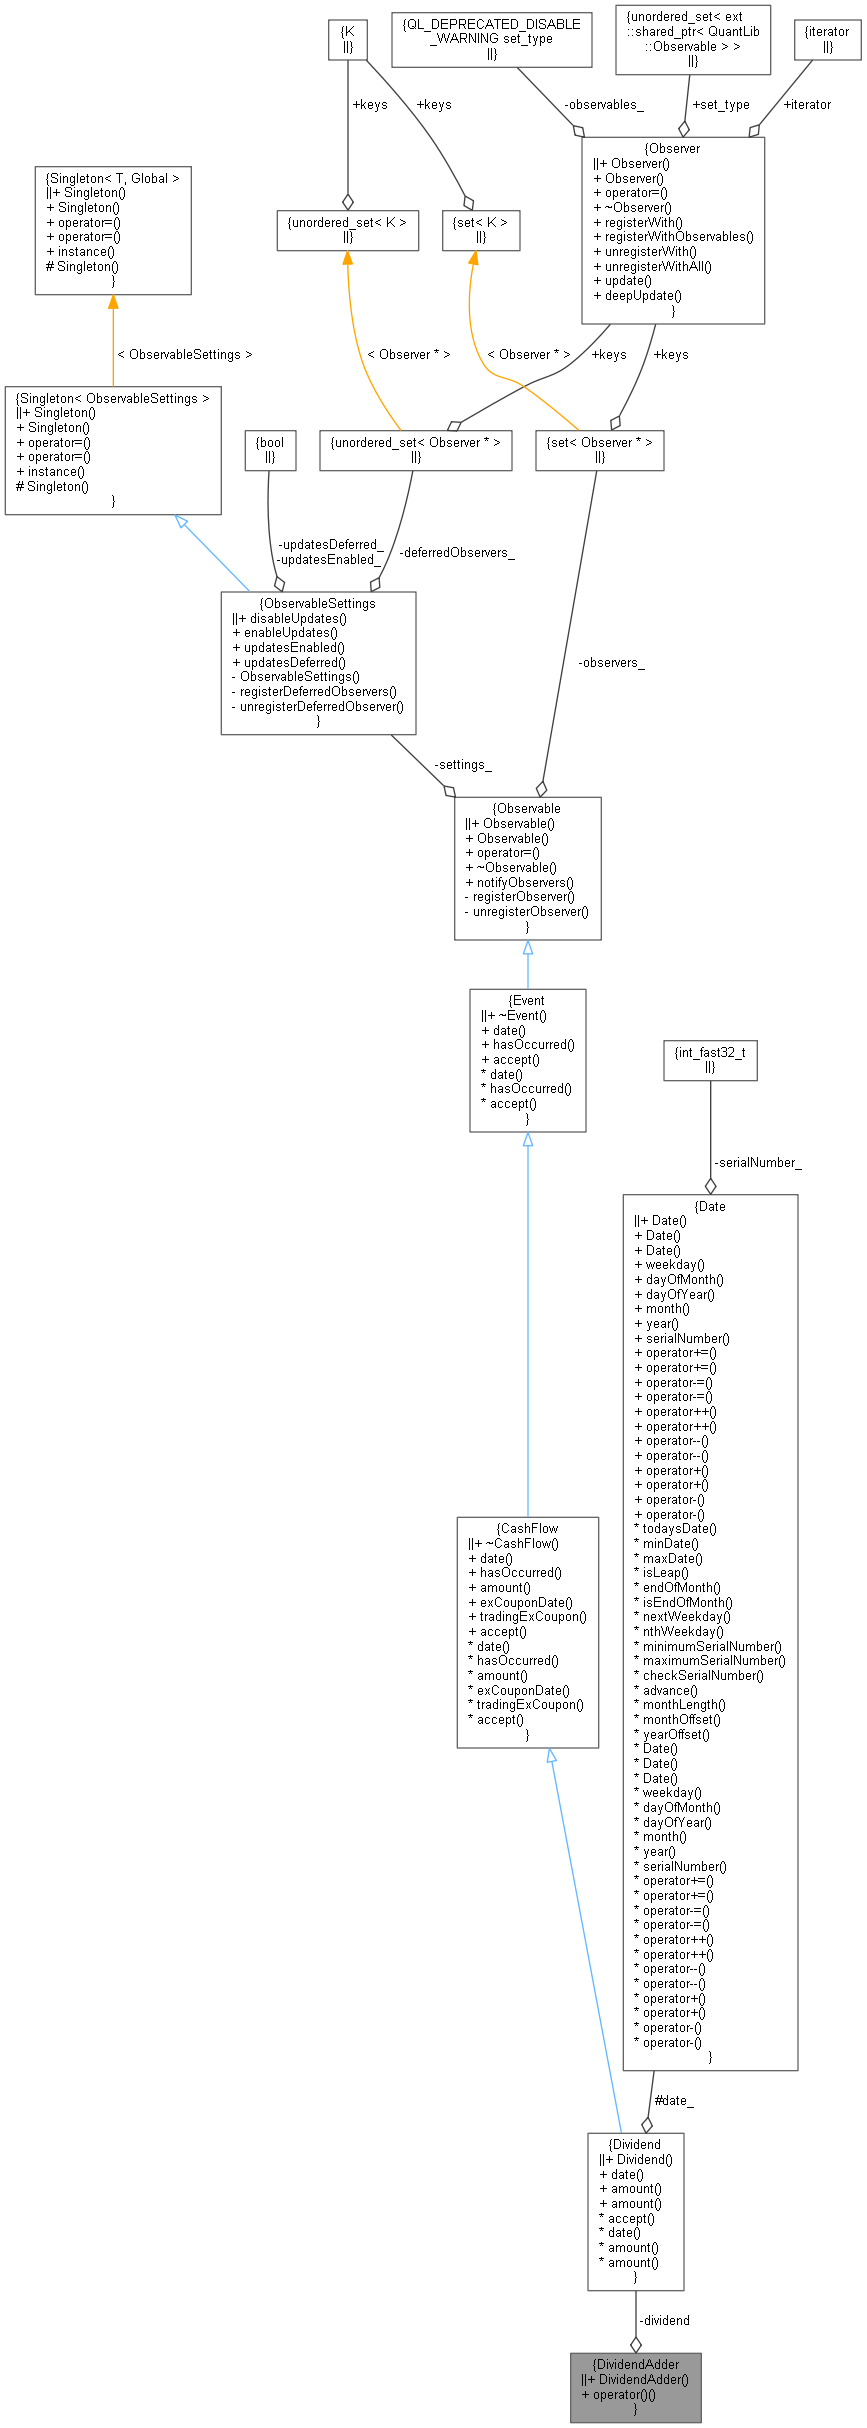 {K
||}
{QL_DEPRECATED_DISABLE
_WARNING set_type
||}
{unordered_set< ext
::shared_ptr< QuantLib
::Observable > >
||}
{iterator
||}
+keys
+keys
-observables_
+set_type
+iterator
{Singleton< T, Global >
||+ Singleton()
+ Singleton()
+ operator=()
+ operator=()
+ instance()
# Singleton()
}
{unordered_set< K >
||}
{set< K >
||}
{Observer
||+ Observer()
+ Observer()
+ operator=()
+ ~Observer()
+ registerWith()
+ registerWithObservables()
+ unregisterWith()
+ unregisterWithAll()
+ update()
+ deepUpdate()
}
< ObservableSettings >
< Observer * >
< Observer * >
+keys
+keys
{Singleton< ObservableSettings >
||+ Singleton()
+ Singleton()
+ operator=()
+ operator=()
+ instance()
# Singleton()
}
{bool
||}
{unordered_set< Observer * >
||}
{set< Observer * >
||}
-updatesDeferred_
-updatesEnabled_
-deferredObservers_
{ObservableSettings
||+ disableUpdates()
+ enableUpdates()
+ updatesEnabled()
+ updatesDeferred()
- ObservableSettings()
- registerDeferredObservers()
- unregisterDeferredObserver()
}
-observers_
-settings_
{Observable
||+ Observable()
+ Observable()
+ operator=()
+ ~Observable()
+ notifyObservers()
- registerObserver()
- unregisterObserver()
}
{Event
||+ ~Event()
+ date()
+ hasOccurred()
+ accept()
* date()
* hasOccurred()
* accept()
}
{int_fast32_t
||}
-serialNumber_
{Date
||+ Date()
+ Date()
+ Date()
+ weekday()
+ dayOfMonth()
+ dayOfYear()
+ month()
+ year()
+ serialNumber()
+ operator+=()
+ operator+=()
+ operator-=()
+ operator-=()
+ operator++()
+ operator++()
+ operator--()
+ operator--()
+ operator+()
+ operator+()
+ operator-()
+ operator-()
* todaysDate()
* minDate()
* maxDate()
* isLeap()
* endOfMonth()
* isEndOfMonth()
* nextWeekday()
* nthWeekday()
* minimumSerialNumber()
* maximumSerialNumber()
* checkSerialNumber()
* advance()
* monthLength()
* monthOffset()
* yearOffset()
* Date()
* Date()
* Date()
* weekday()
* dayOfMonth()
* dayOfYear()
* month()
* year()
* serialNumber()
* operator+=()
* operator+=()
* operator-=()
* operator-=()
* operator++()
* operator++()
* operator--()
* operator--()
* operator+()
* operator+()
* operator-()
* operator-()
}
{CashFlow
||+ ~CashFlow()
+ date()
+ hasOccurred()
+ amount()
+ exCouponDate()
+ tradingExCoupon()
+ accept()
* date()
* hasOccurred()
* amount()
* exCouponDate()
* tradingExCoupon()
* accept()
}
#date_
{Dividend
||+ Dividend()
+ date()
+ amount()
+ amount()
* accept()
* date()
* amount()
* amount()
}
-dividend
{DividendAdder
||+ DividendAdder()
+ operator()()
}